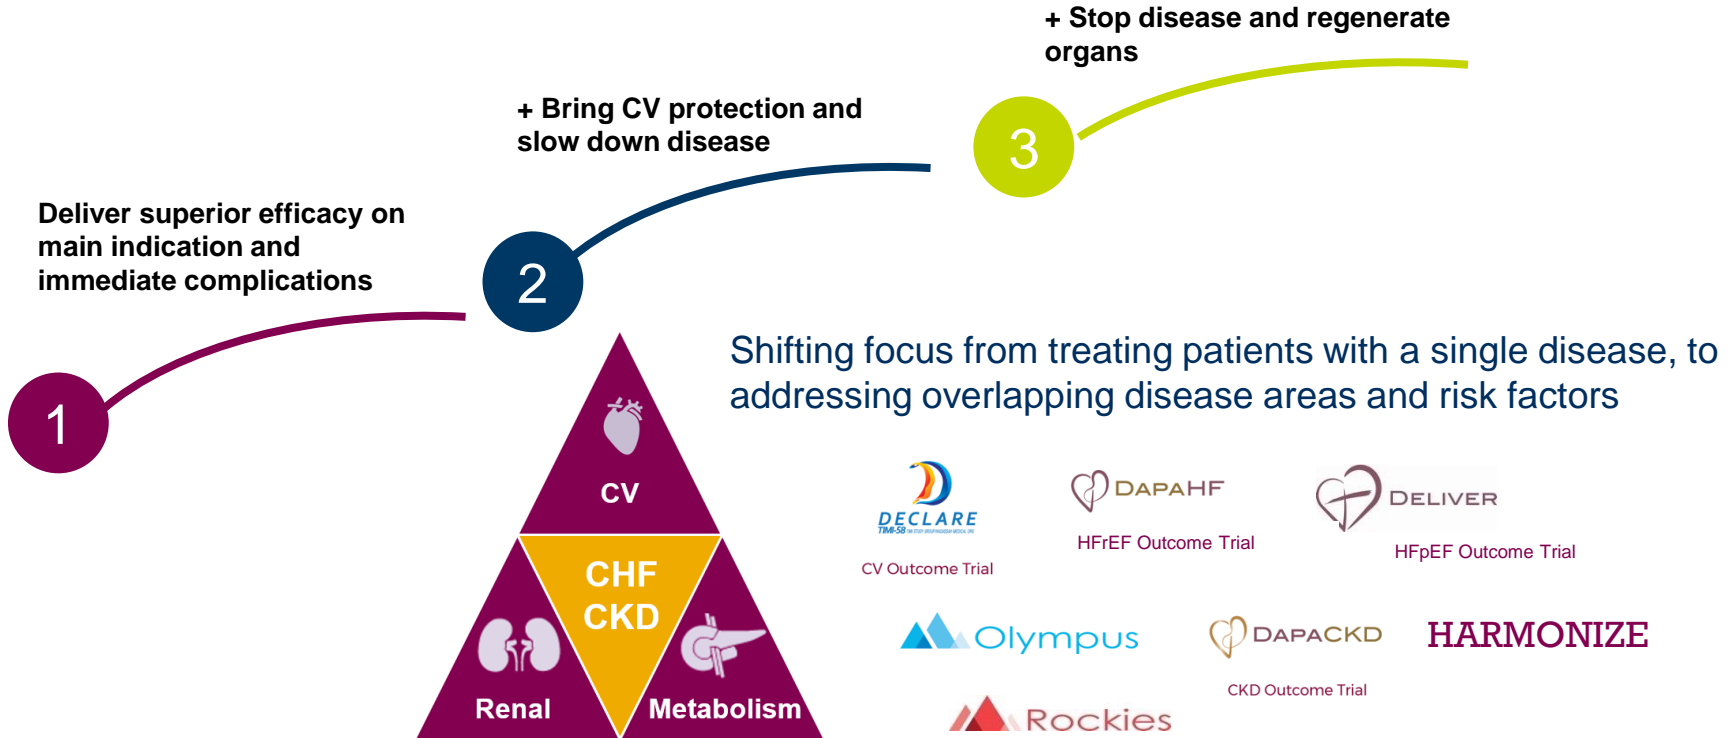 + Stop disease and regenerate
organs
+ Bring CV protection and
slow down disease
3
Deliver superior efficacy on
main indication and
immediate complications
2
1
Shifting focus from treating patients with a single disease, to
addressing overlapping disease areas and risk factors
CV
CHF
CKD
Renal
Metabolism
DECLARE
TIMI-58
CV Outcome Trial
DAPAHF
HFrEF Outcome Trial
DELIVER
HFpEF Outcome Trial
Olympus
DAPACKD
CKD Outcome Trial
HARMONIZE
Rockies